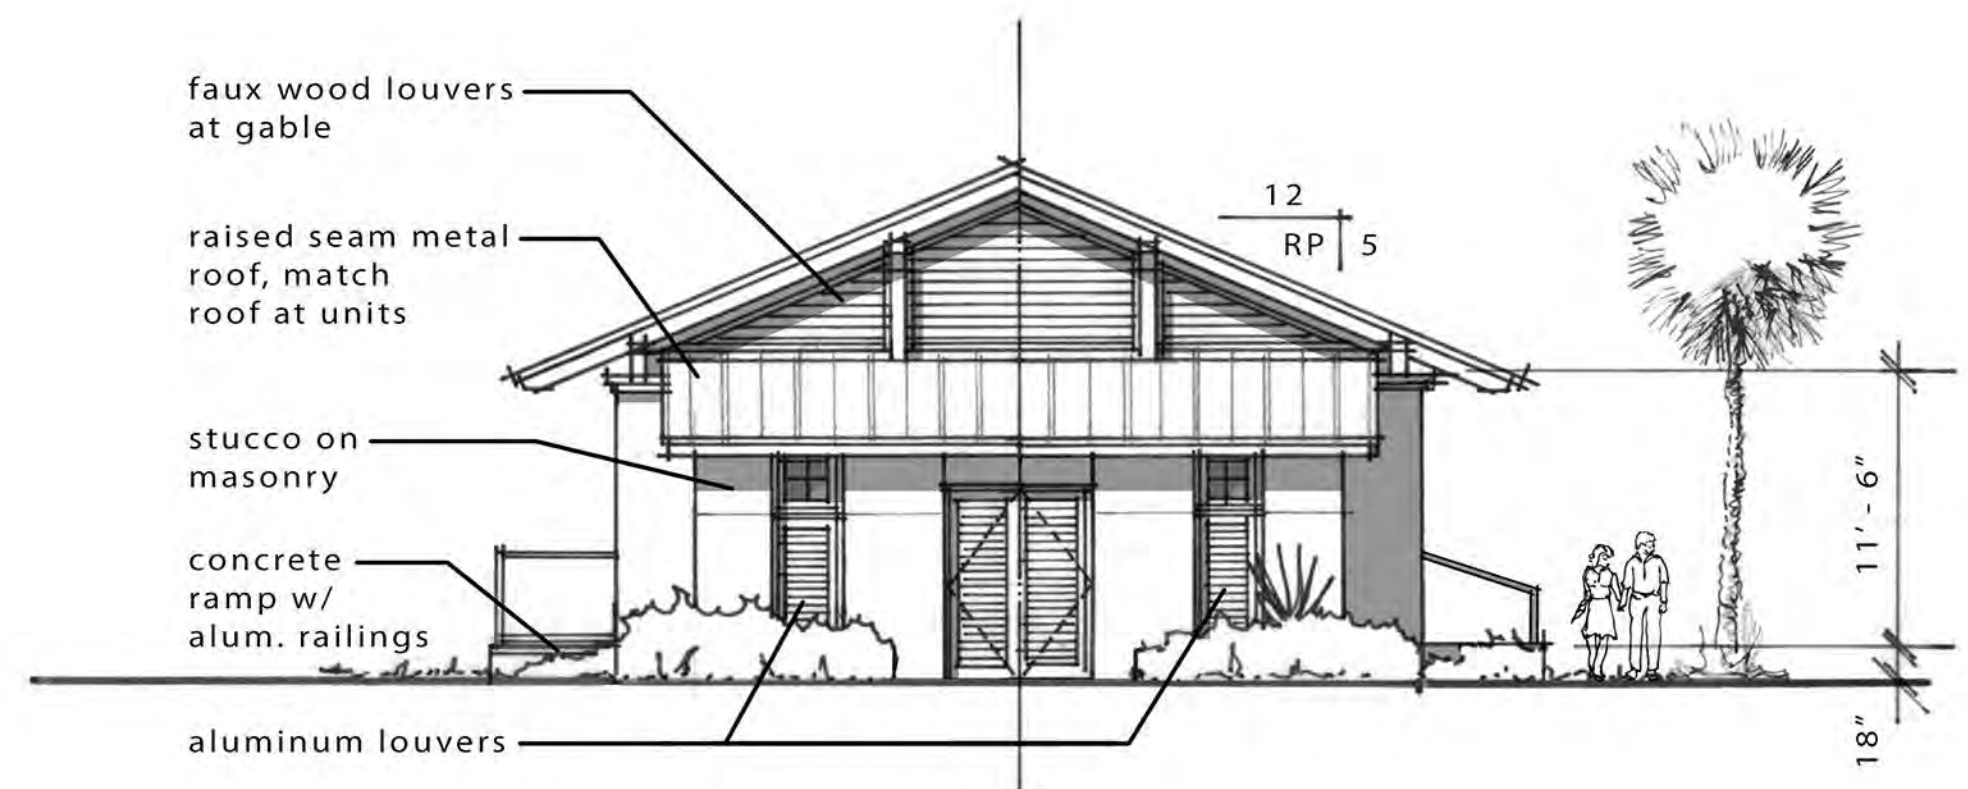 faux wood louvers
at gable
raised seam metal
roof, match
roof at units
stucco on
masonry
concrete
ramp w/
alum. railings
aluminum louvers
12
RP 5
11' - 6"
18"